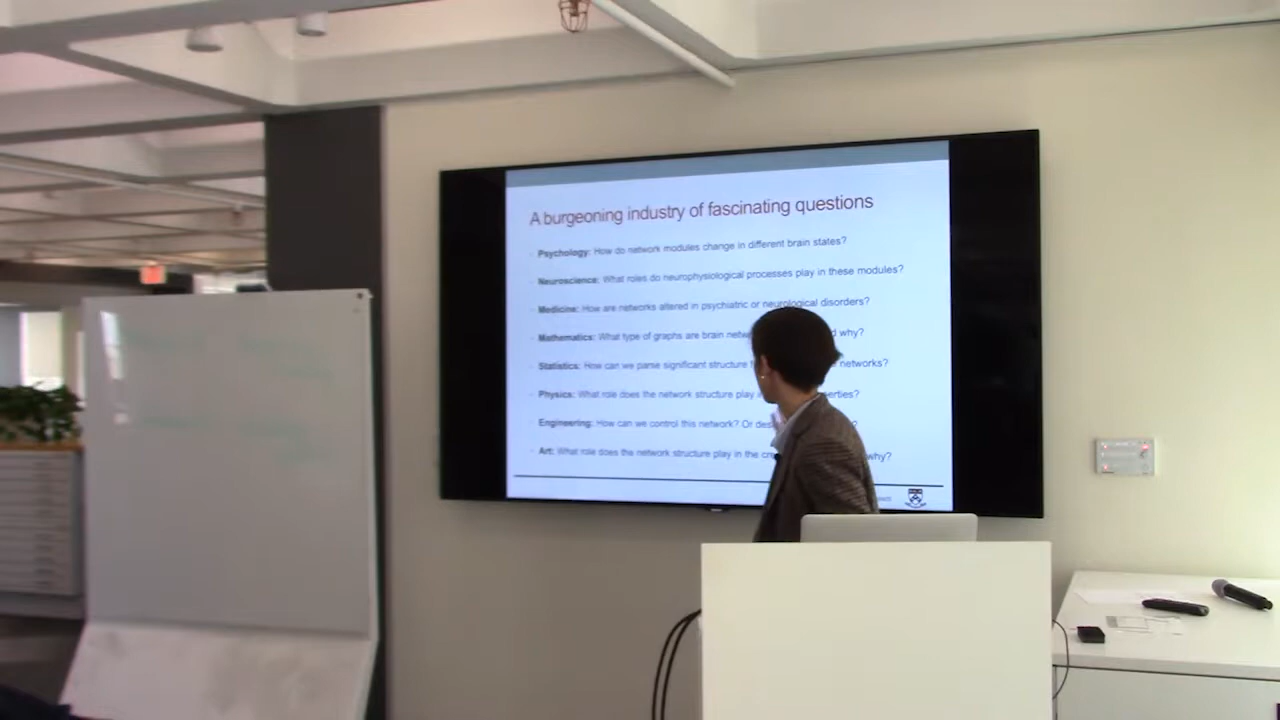 A burgeoning industry of fascinating questions
Psychology: How do network modules change in different brain states?
Neuroscience: What roles do neurophysiological processes play in these modules?
Medicine: How are networks altered in psychiatric or neurological disorders?
Mathematics: What type of graphs are brain why?
Statistics: How can we parse significant structure networks?
Physics: What role does the network structure play
Engineering: How can we control this network? Or
Art: What role does the network structure play in the why?